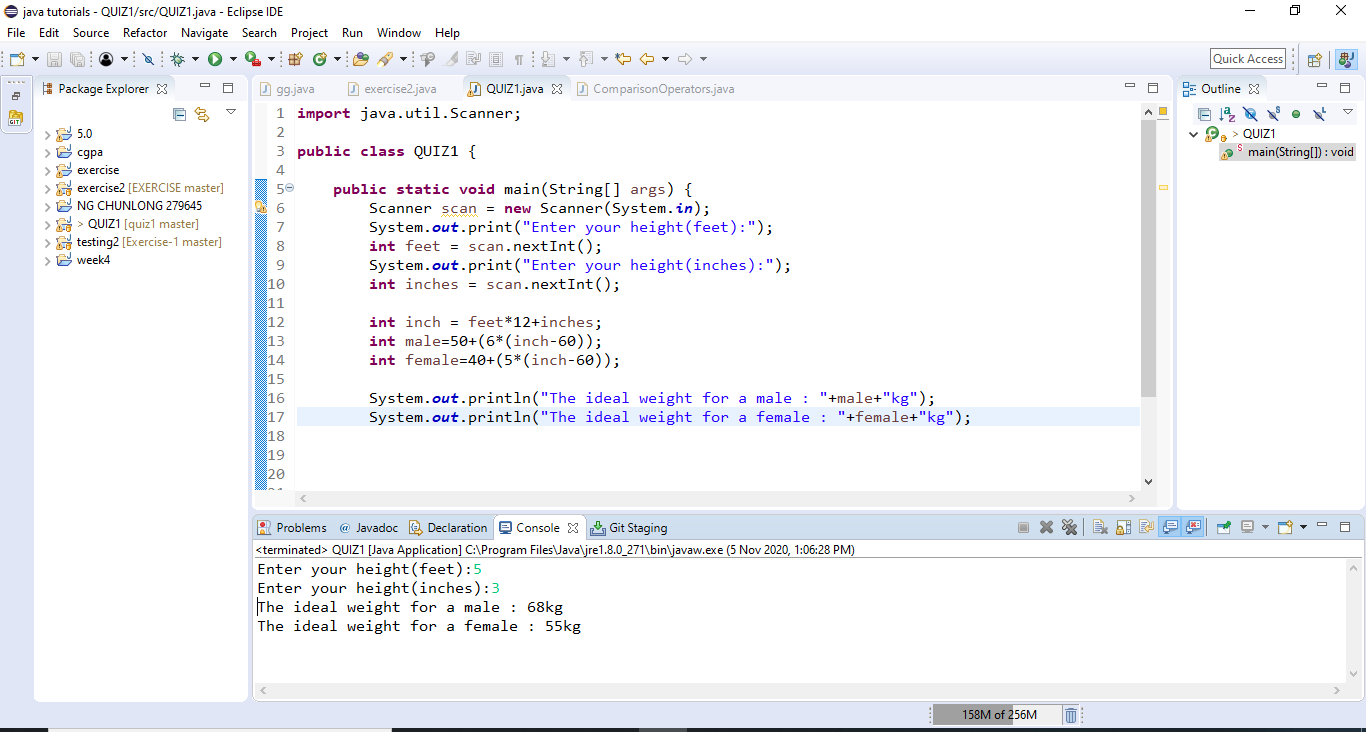 java tutorials - QUIZ1/src/QUIZ1.java - Eclipse IDE
File Edit Source Refactor Navigate Search Project Run Window Help
Quick Access
Package Explorer
5.0
cgpa
exercise
exercise2 [EXERCISE master]
NG CHUNLONG 279645
> QUIZ1 [quiz1 master]
testing2 [Exercise-1 master]
week4
gg.java exercise2.java QUIZ1.java ComparisonOperators.java
1 import java.util.Scanner;
2
3 public class QUIZ1 {
4
5 public static void main(String[] args) {
6 Scanner scan = new Scanner(System.in);
7 System.out.print("Enter your height(feet):");
8 int feet = scan.nextInt();
9 System.out.print("Enter your height(inches):");
10 int inches = scan.nextInt();
11
12 int inch = feet*12+inches;
13 int male=50+(6*(inch-60));
14 int female=40+(5*(inch-60));
15
16 System.out.println("The ideal weight for a male : "+male+"kg");
17 System.out.println("The ideal weight for a female : "+female+"kg");
18
19
20
Outline
> QUIZ1
main(String[]) : void
Problems @ Javadoc Declaration Console Git Staging
<terminated> QUIZ1 [Java Application] C:\Program Files\Java\jre1.8.0_271\bin\javaw.exe (5 Nov 2020, 1:06:28 PM)
Enter your height(feet):5
Enter your height(inches):3
The ideal weight for a male : 68kg
The ideal weight for a female : 55kg
158M of 256M